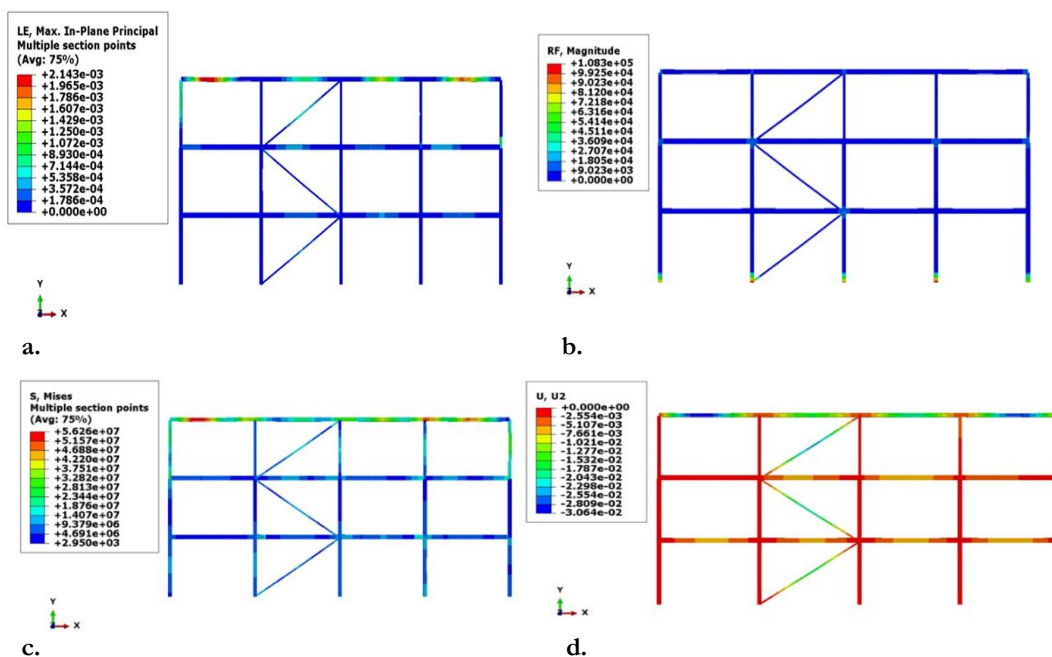 LE, Max. In-Plane Principal
Multiple section points
(Avg: 75%)
+2.143e-03
+1.965e-03
+1.786e-03
+1.607e-03
+1.429e-03
+1.250e-03
+1.072e-03
+8.930e-04
+7.144e-04
+5.358e-04
+3.572e-04
+1.786e-04
+0.000e+00
Y
X
a.
RF, Magnitude
+1.083e+05
+9.925e+04
+9.023e+04
+8.120e+04
+7.218e+04
+6.316e+04
+5.414e+04
+4.511e+04
+3.609e+04
+2.707e+04
+1.805e+04
+9.023e+03
+0.000e+00
Y
X
b.
S, Mises
Multiple section points
(Avg: 75%)
+5.626e+07
+5.157e+07
+4.688e+07
+4.220e+07
+3.751e+07
+3.282e+07
+2.813e+07
+2.344e+07
+1.876e+07
+1.407e+07
+9.379e+06
+4.691e+06
+2.950e+03
Y
X
c.
U, U2
+0.000e+00
-2.554e-03
-5.107e-03
-7.661e-03
-1.021e-02
-1.277e-02
-1.532e-02
-1.787e-02
-2.043e-02
-2.298e-02
-2.554e-02
-2.809e-02
-3.064e-02
Y
X
d.